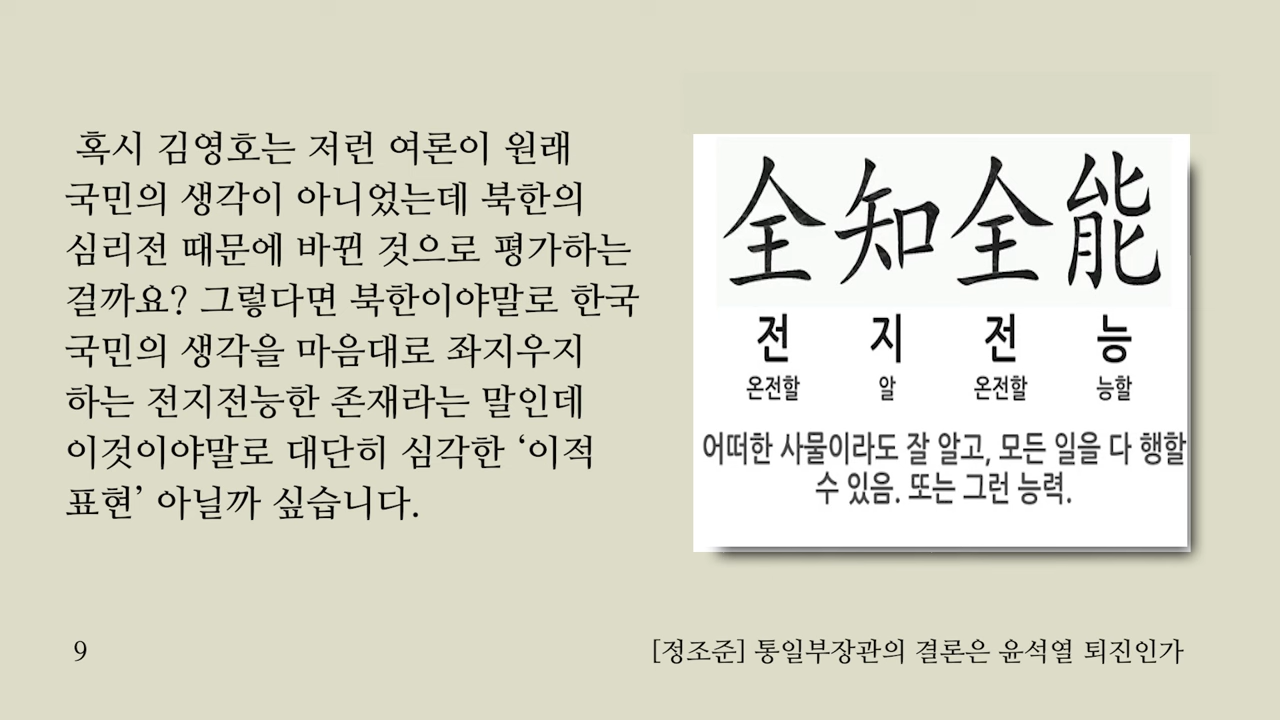 혹시 김영호는 저런 여론이 원래
국민의 생각이 아니었는데 북한의
심리전 때문에 바뀐 것으로 평가하는
걸까요? 그렇다면 북한이야말로 한국
국민의 생각을 마음대로 좌지우지
하는 전지전능한 존재라는 말인데
이것이야말로 대단히 심각한 ‘이적
표현’ 아닐까 싶습니다.
全知全能
전 지 전 능
온전할 알 온전할 능할
어떠한 사물이라도 잘 알고, 모든 일을 다 행할
수 있음. 또는 그런 능력.
9
[정조준] 통일부장관의 결론은 윤석열 퇴진인가